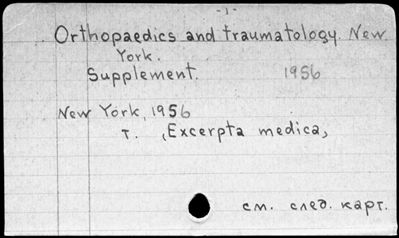 - 1 -
Orthopaedics and traumatology. New
York.
Supplement. 1956
New York, 1956
т. , Excerpta medica,
см. след. карт.